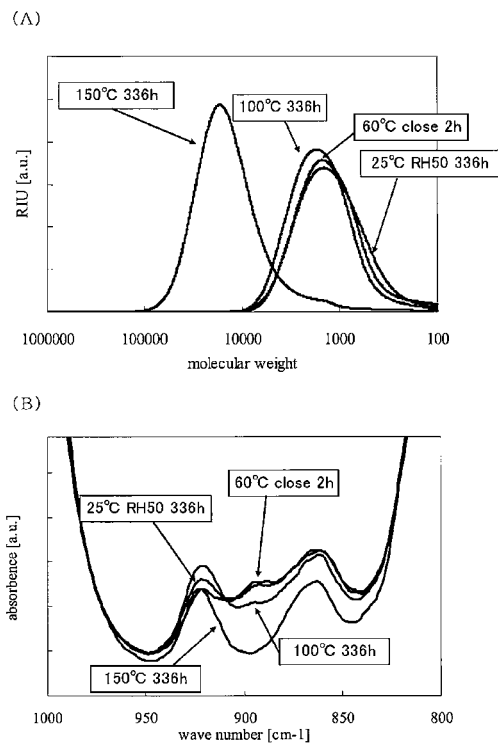 (A)
150°C 336h
100°C 336h
60°C close 2h
25°C RH50 336h
RIU [a.u.]
1000000 100000 10000 1000 100
molecular weight
(B)
60°C close 2h
25°C RH50 336h
absorbence [a.u.]
100°C 336h
150°C 336h
1000 950 900 850 800
wave number [cm-1]